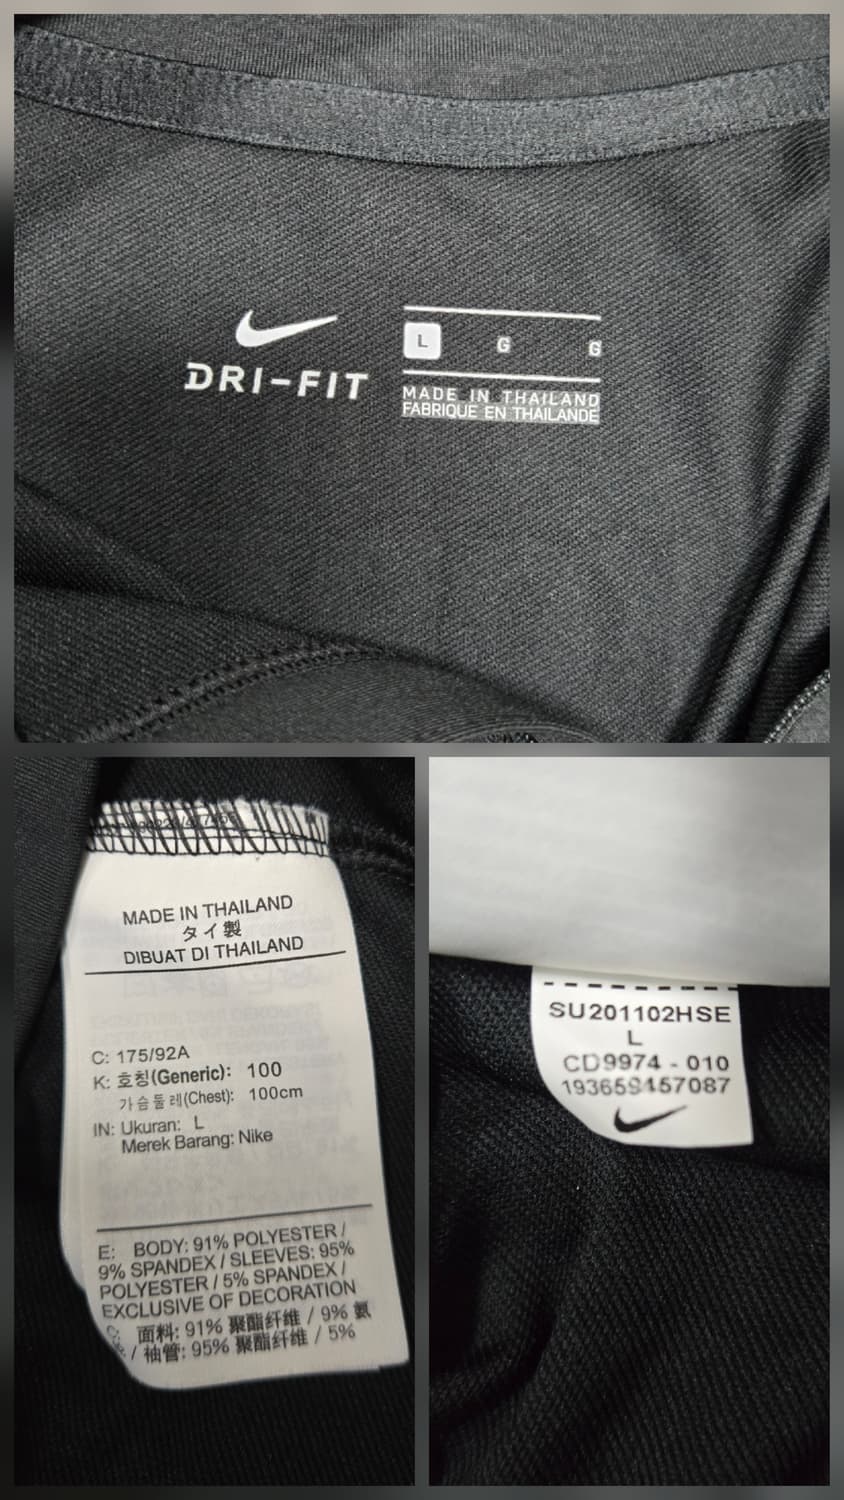 DRI-FIT
L G G
MADE IN THAILAND
FABRIQUE EN THAILANDE
MADE IN THAILAND
タイ製
DIBUAT DI THAILAND
C: 175/92A
K: 호칭(Generic): 100
가슴둘레(Chest): 100cm
IN: Ukuran: L
Merek Barang: Nike
E: BODY: 91% POLYESTER /
9% SPANDEX / SLEEVES: 95%
POLYESTER / 5% SPANDEX /
EXCLUSIVE OF DECORATION
面料: 91% 聚酯纤维 / 9% 氨
/ 袖管: 95% 聚酯纤维 / 5%
SU201102HSE
L
CD9974 - 010
193659457087